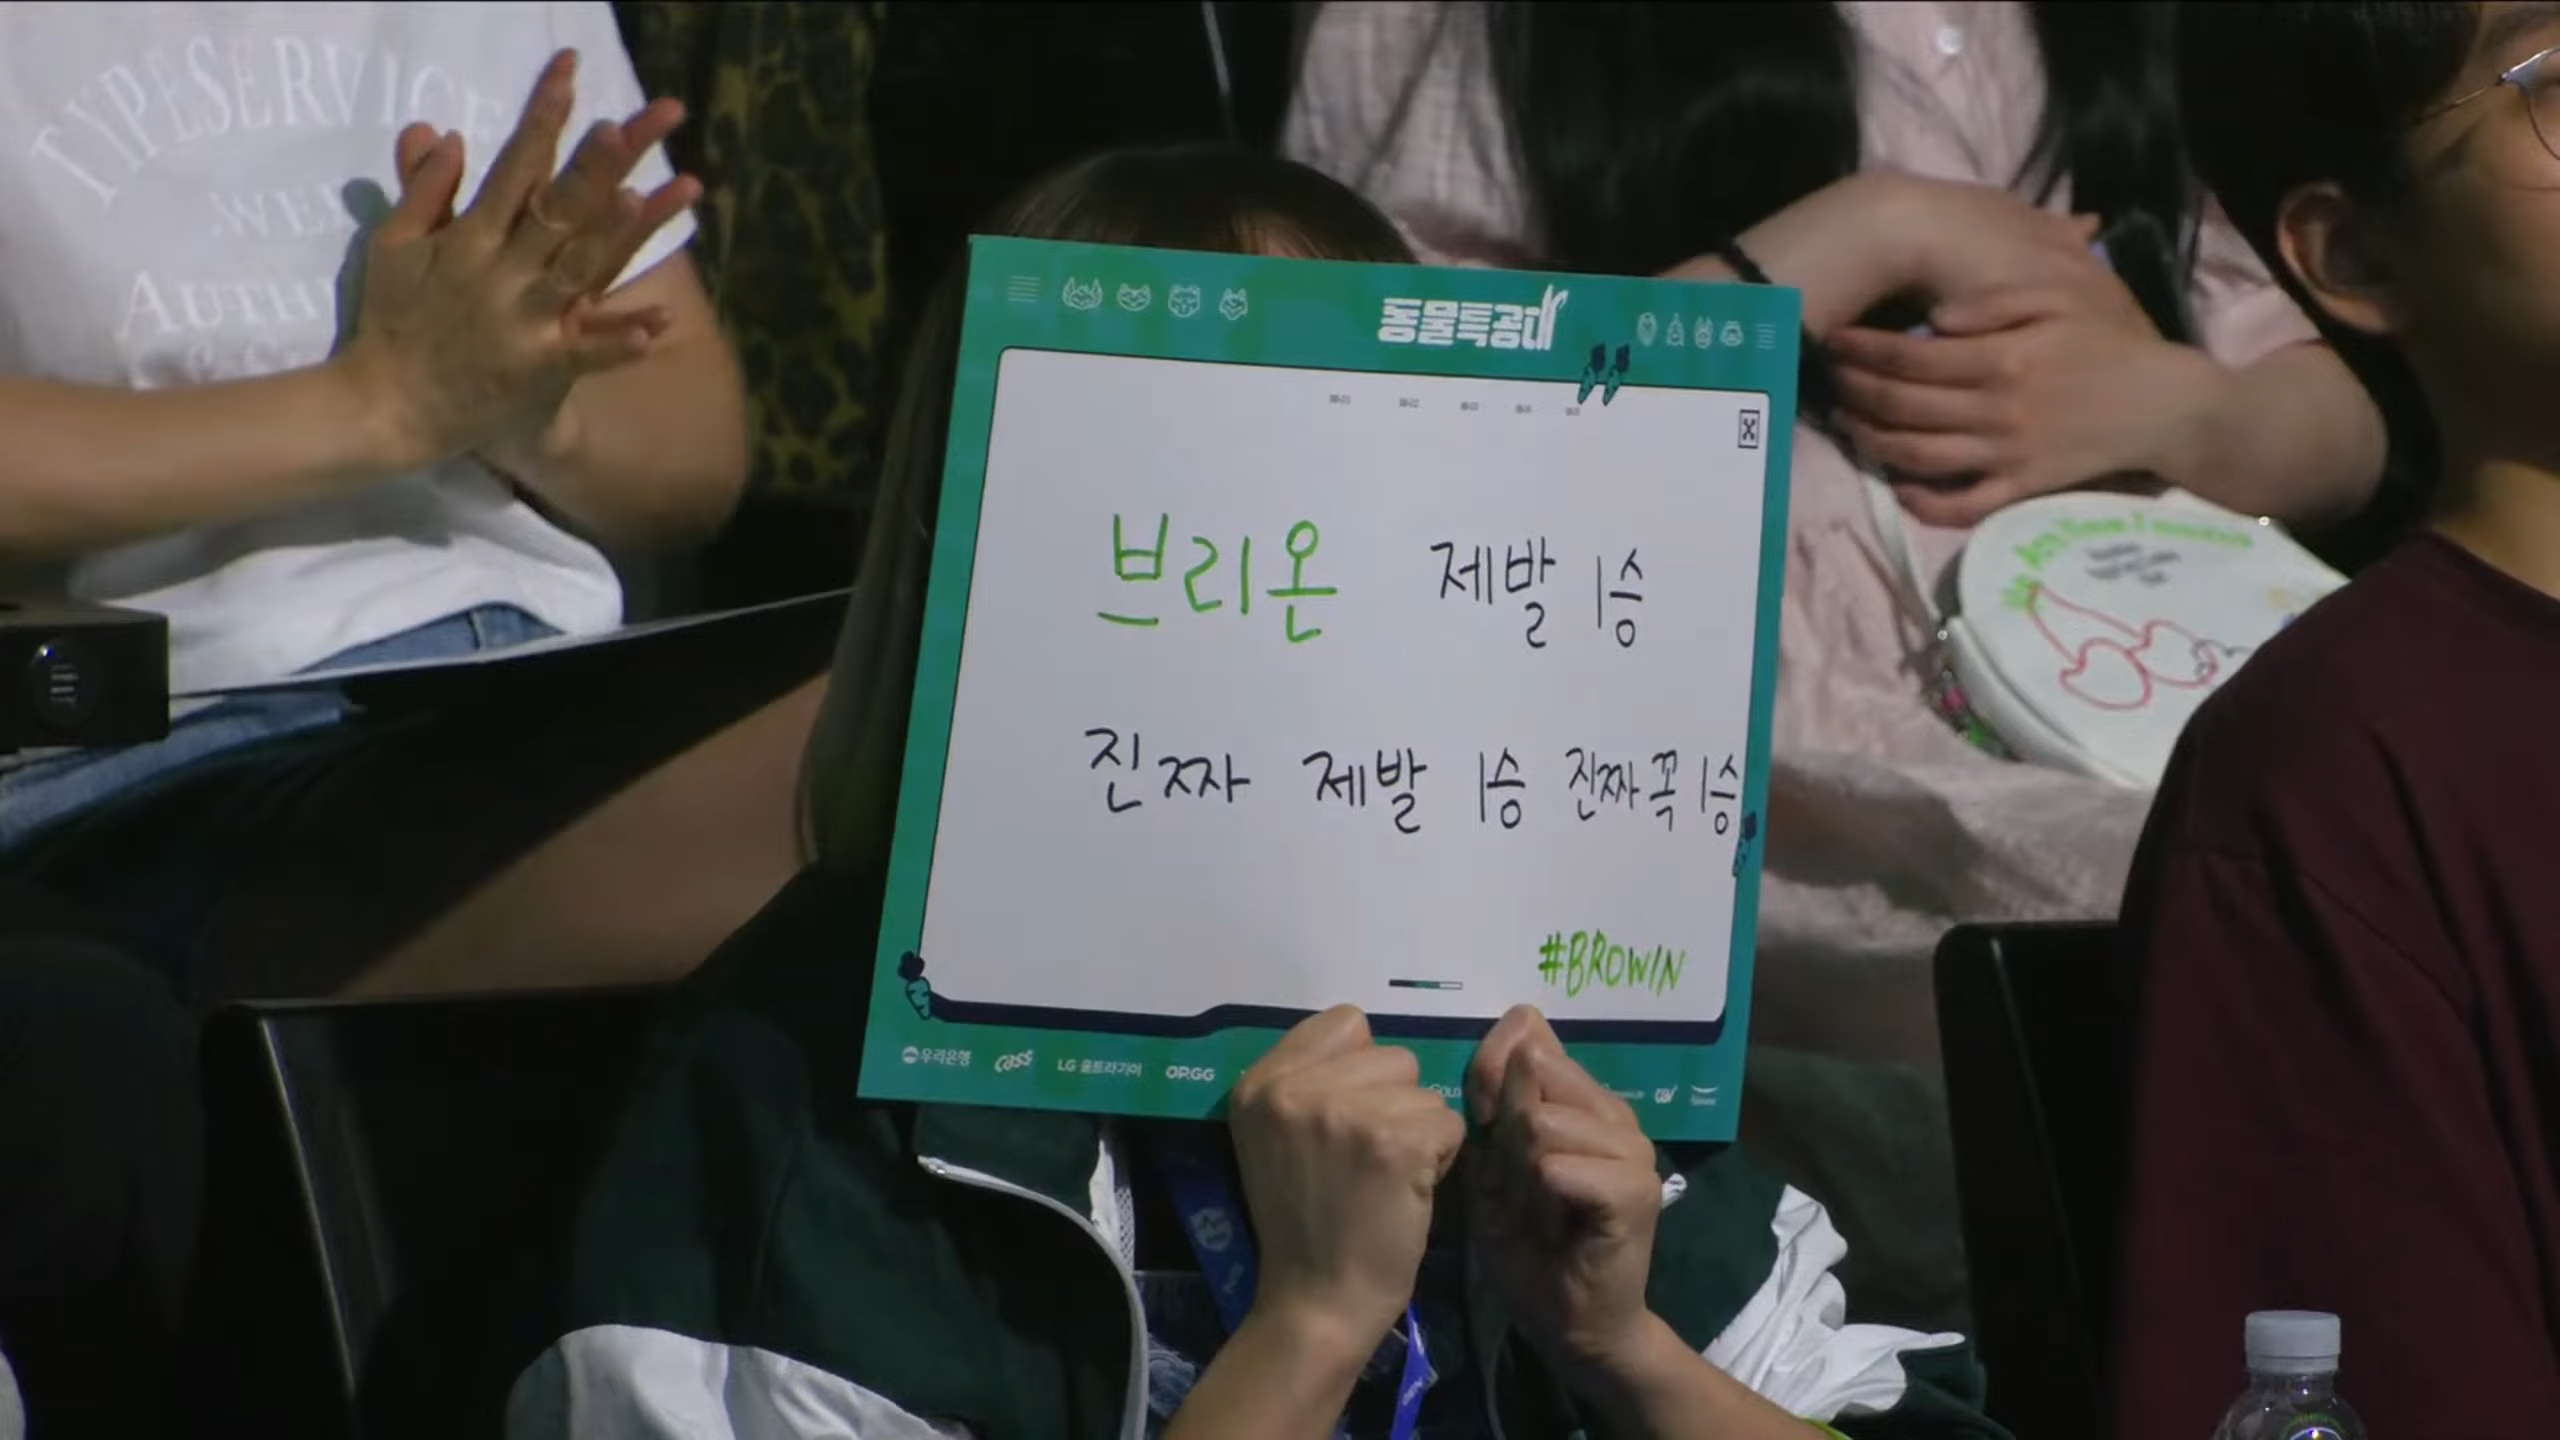 TYPESERVICE
.WE
AUTH
동물특공대
브리온 제발 1승
진짜 제발 1승 진짜 꼭 1승
#BROWIN
우리은행 Cass LG 울트라기어 OP.GG